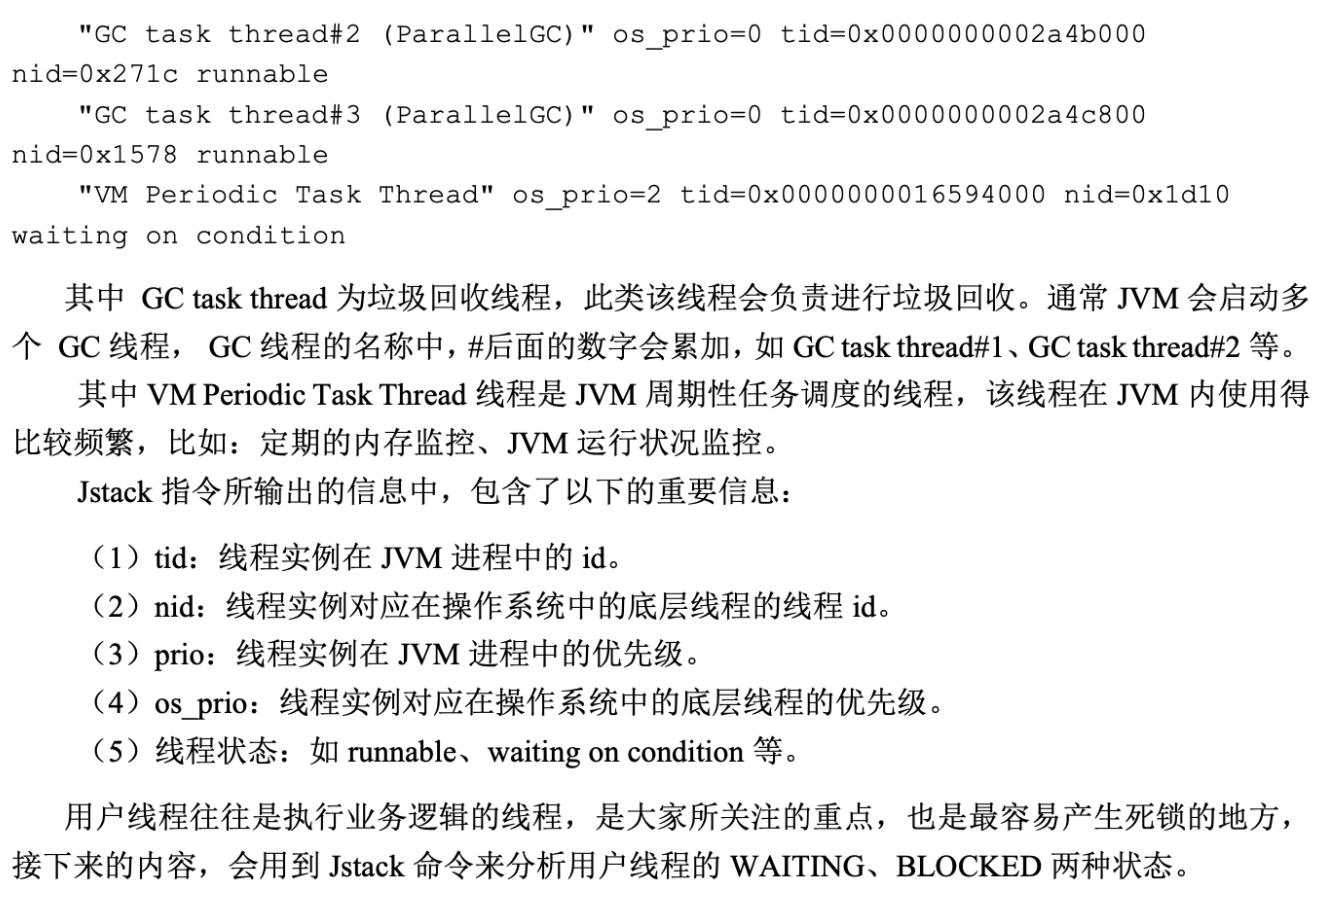 "GC task thread#2 (ParallelGC)" os_prio=0 tid=0x0000000002a4b000
nid=0x271c runnable
"GC task thread#3 (ParallelGC)" os_prio=0 tid=0x0000000002a4c800
nid=0x1578 runnable
"VM Periodic Task Thread" os_prio=2 tid=0x0000000016594000 nid=0x1d10
waiting on condition
其中 GC task thread 为垃圾回收线程，此类该线程会负责进行垃圾回收。通常 JVM 会启动多
个 GC 线程， GC 线程的名称中，#后面的数字会累加，如 GC task thread#1、GC task thread#2 等。
其中 VM Periodic Task Thread 线程是 JVM 周期性任务调度的线程，该线程在 JVM 内使用得
比较频繁，比如：定期的内存监控、JVM 运行状况监控。
Jstack 指令所输出的信息中，包含了以下的重要信息：
（1）tid：线程实例在 JVM 进程中的 id。
（2）nid：线程实例对应在操作系统中的底层线程的线程 id。
（3）prio：线程实例在 JVM 进程中的优先级。
（4）os_prio：线程实例对应在操作系统中的底层线程的优先级。
（5）线程状态：如 runnable、waiting on condition 等。
用户线程往往是执行业务逻辑的线程，是大家所关注的重点，也是最容易产生死锁的地方，
接下来的内容，会用到 Jstack 命令来分析用户线程的 WAITING、BLOCKED 两种状态。